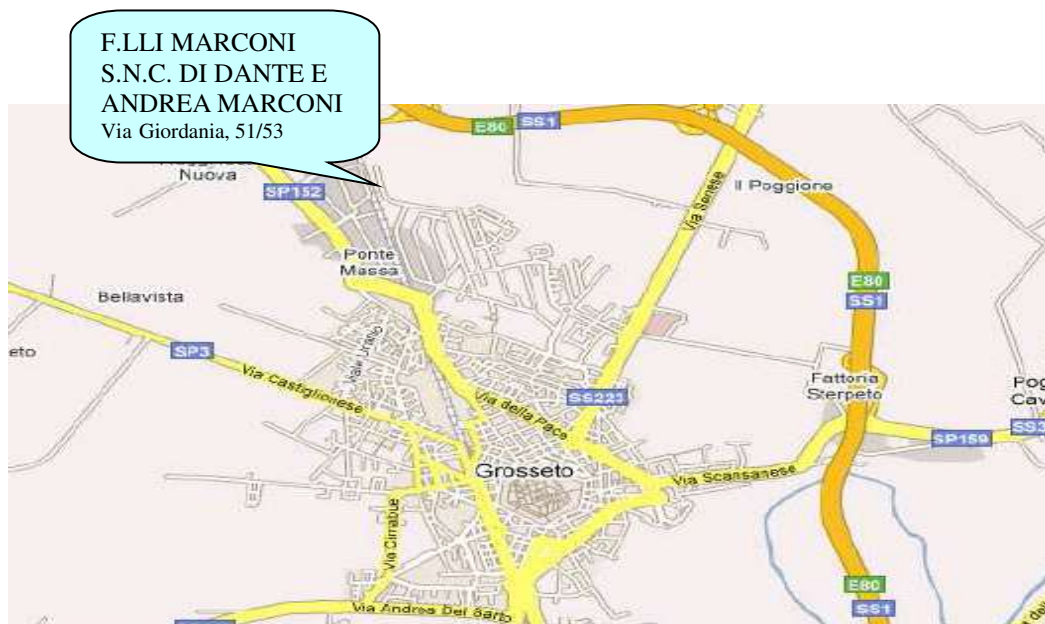 F.LLI MARCONI
S.N.C. DI DANTE E
ANDREA MARCONI
Via Giordania, 51/53
E80
SS1
Nuova
SP152
Il Poggione
Via Senese
Ponte
Massa
E80
SS1
Bellavista
Viale Uranio
eto
SP3
Via Castiglionese
Fattoria
Sterpeto
Pog
Cav
SS223
Via della Pace
SP159
SS3
Grosseto
Via Scansanese
Via Cimabue
E80
SS1
Via Andrea Del Sarto